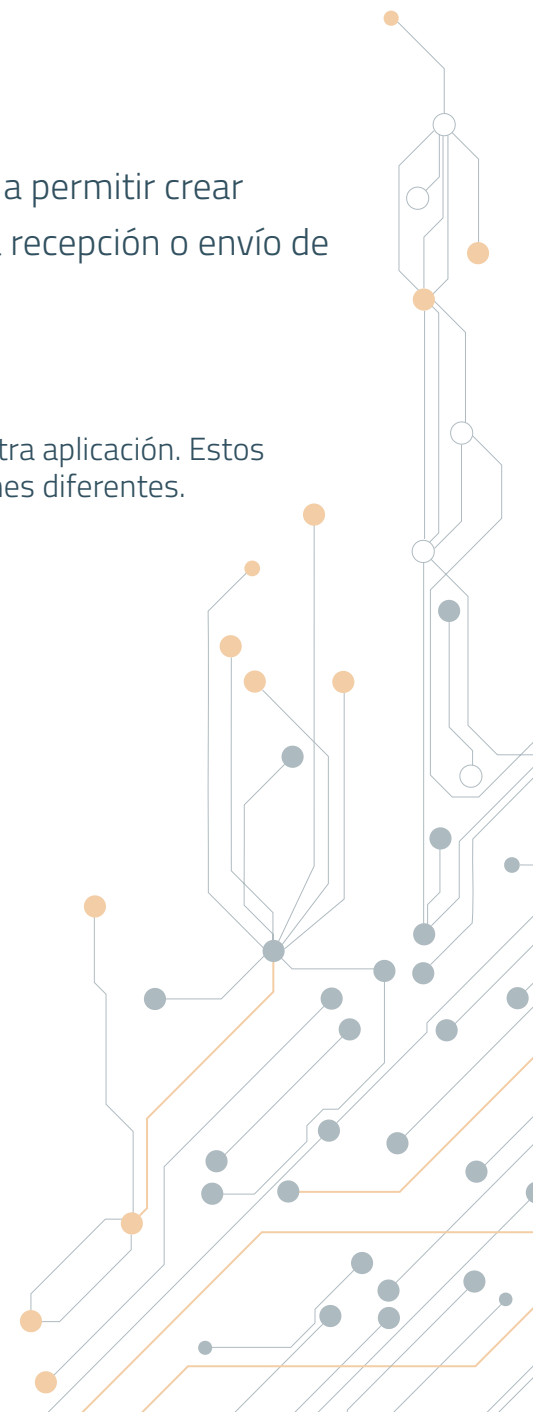 a permitir crear
recepción o envío de
tra aplicación. Estos
nes diferentes.